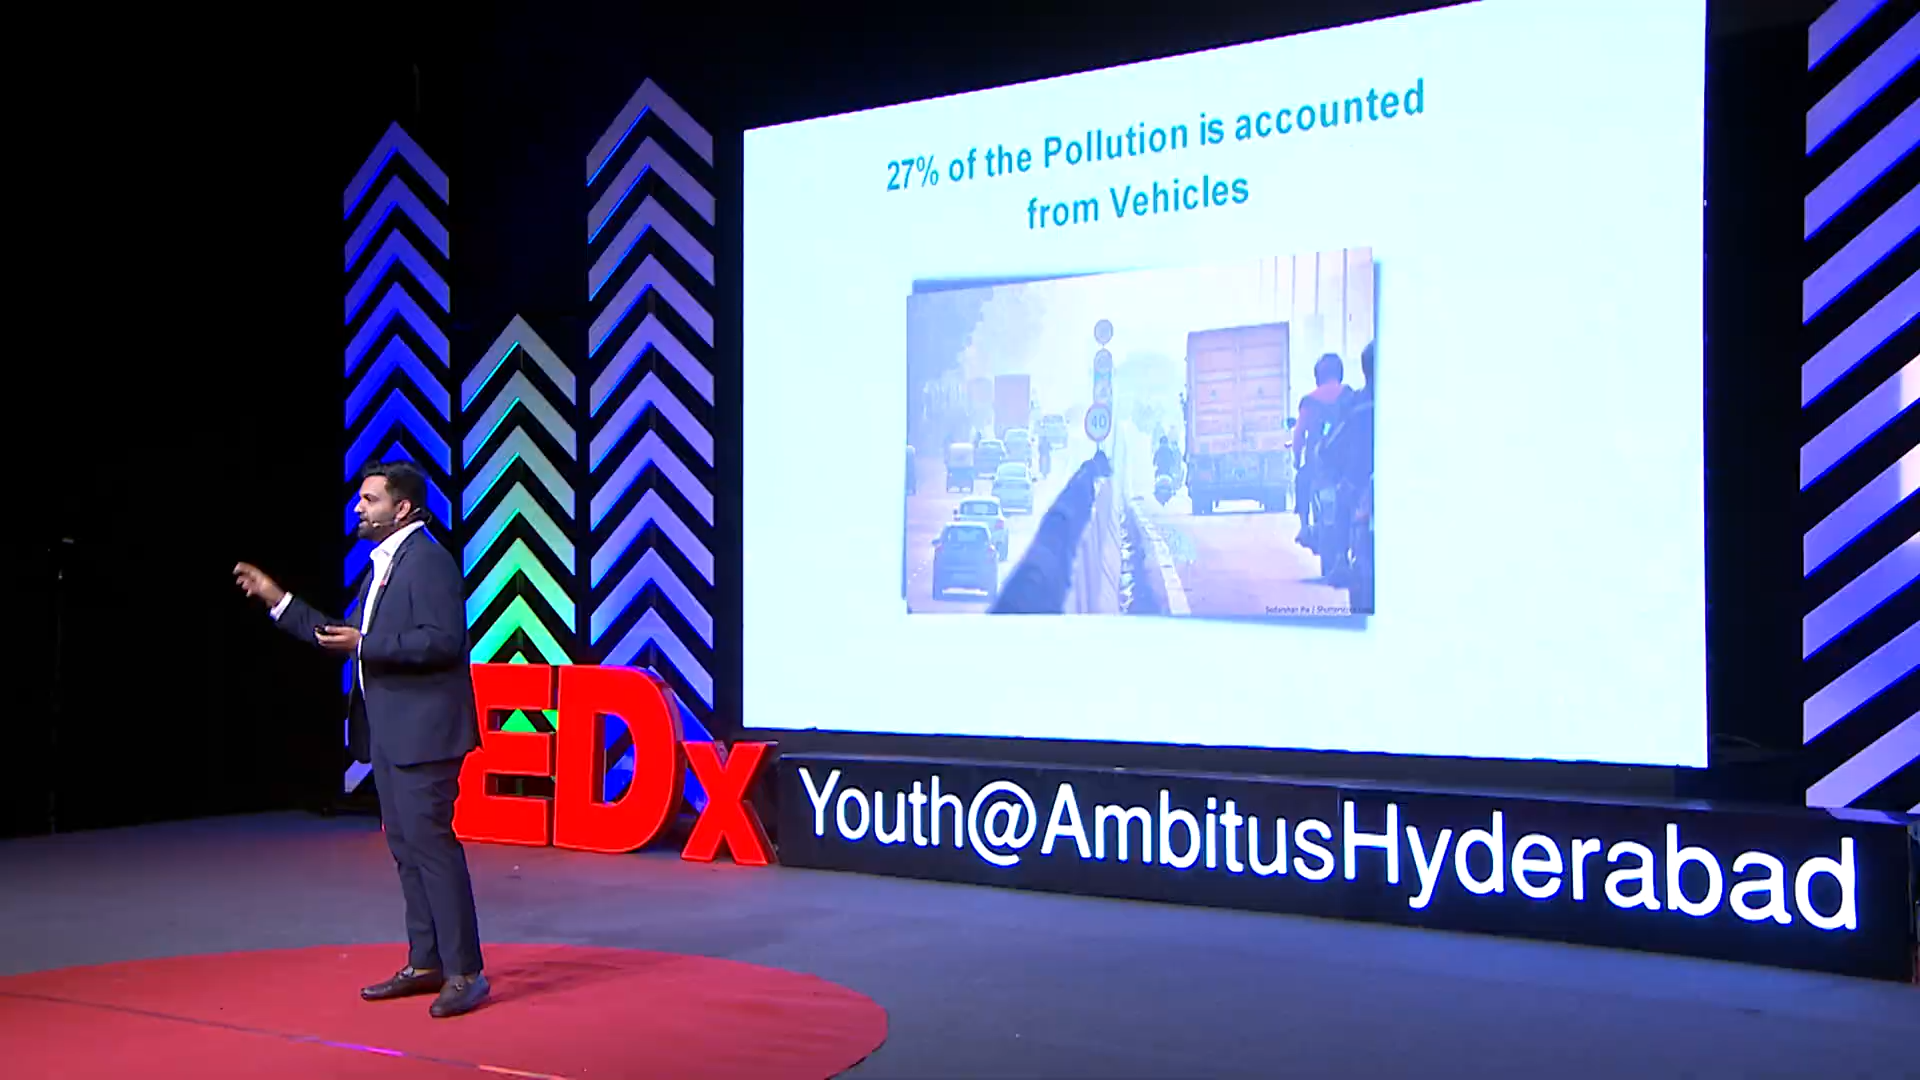 27% of the Pollution is accounted
from Vehicles
40
EDx
Youth@AmbitusHyderabad